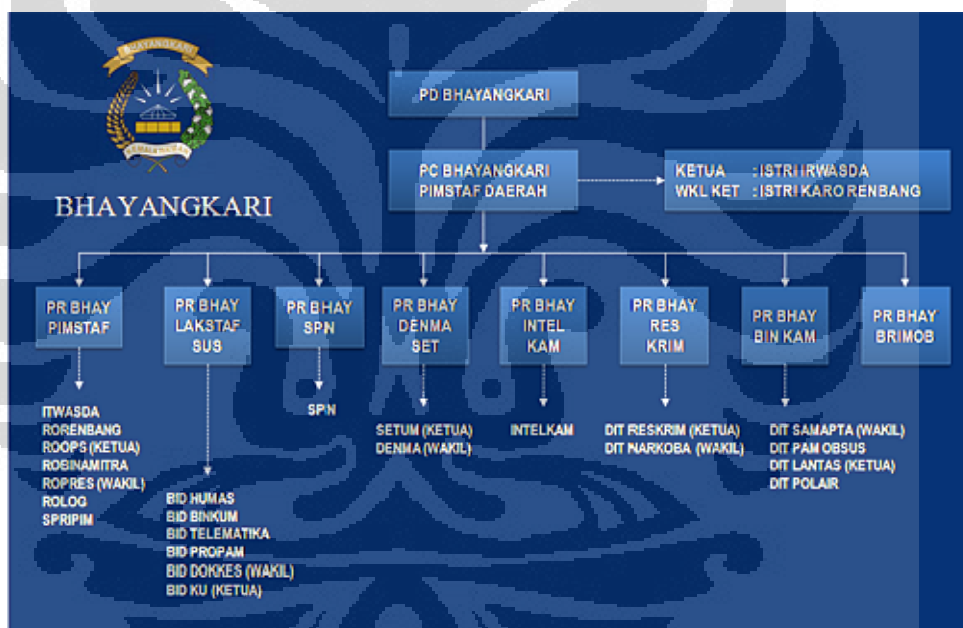 BHAYANGKARI
PD BHAYANGKARI
PC BHAYANGKARI
PIMSTAF DAERAH
KETUA : ISTRI IRWASDA
WKL KET : ISTRI KARO RENBANG
BHAYANGKARI
PR BHAY
PIMSTAF
PR BHAY
LAKSTAF
SUS
PR BHAY
SPN
PR BHAY
DENMA
SET
PR BHAY
INTEL
KAM
PR BHAY
RES
KRIM
PR BHAY
BIN KAM
PR BHAY
BRIMOB
ITWASDA
RORENBANG
ROOPS (KETUA)
ROBINAMITRA
ROPRES (WAKIL)
ROLOG
SPRIPIM
BID HUMAS
BID BINKUM
BID TELEMATIKA
BID PROPAM
BID DOKKES (WAKIL)
BID KU (KETUA)
SPN
SETUM (KETUA)
DENMA (WAKIL)
INTELKAM
DIT RESKRIM (KETUA)
DIT NARKOBA (WAKIL)
DIT SAMAPTA (WAKIL)
DIT PAM OBSUS
DIT LANTAS (KETUA)
DIT POLAIR